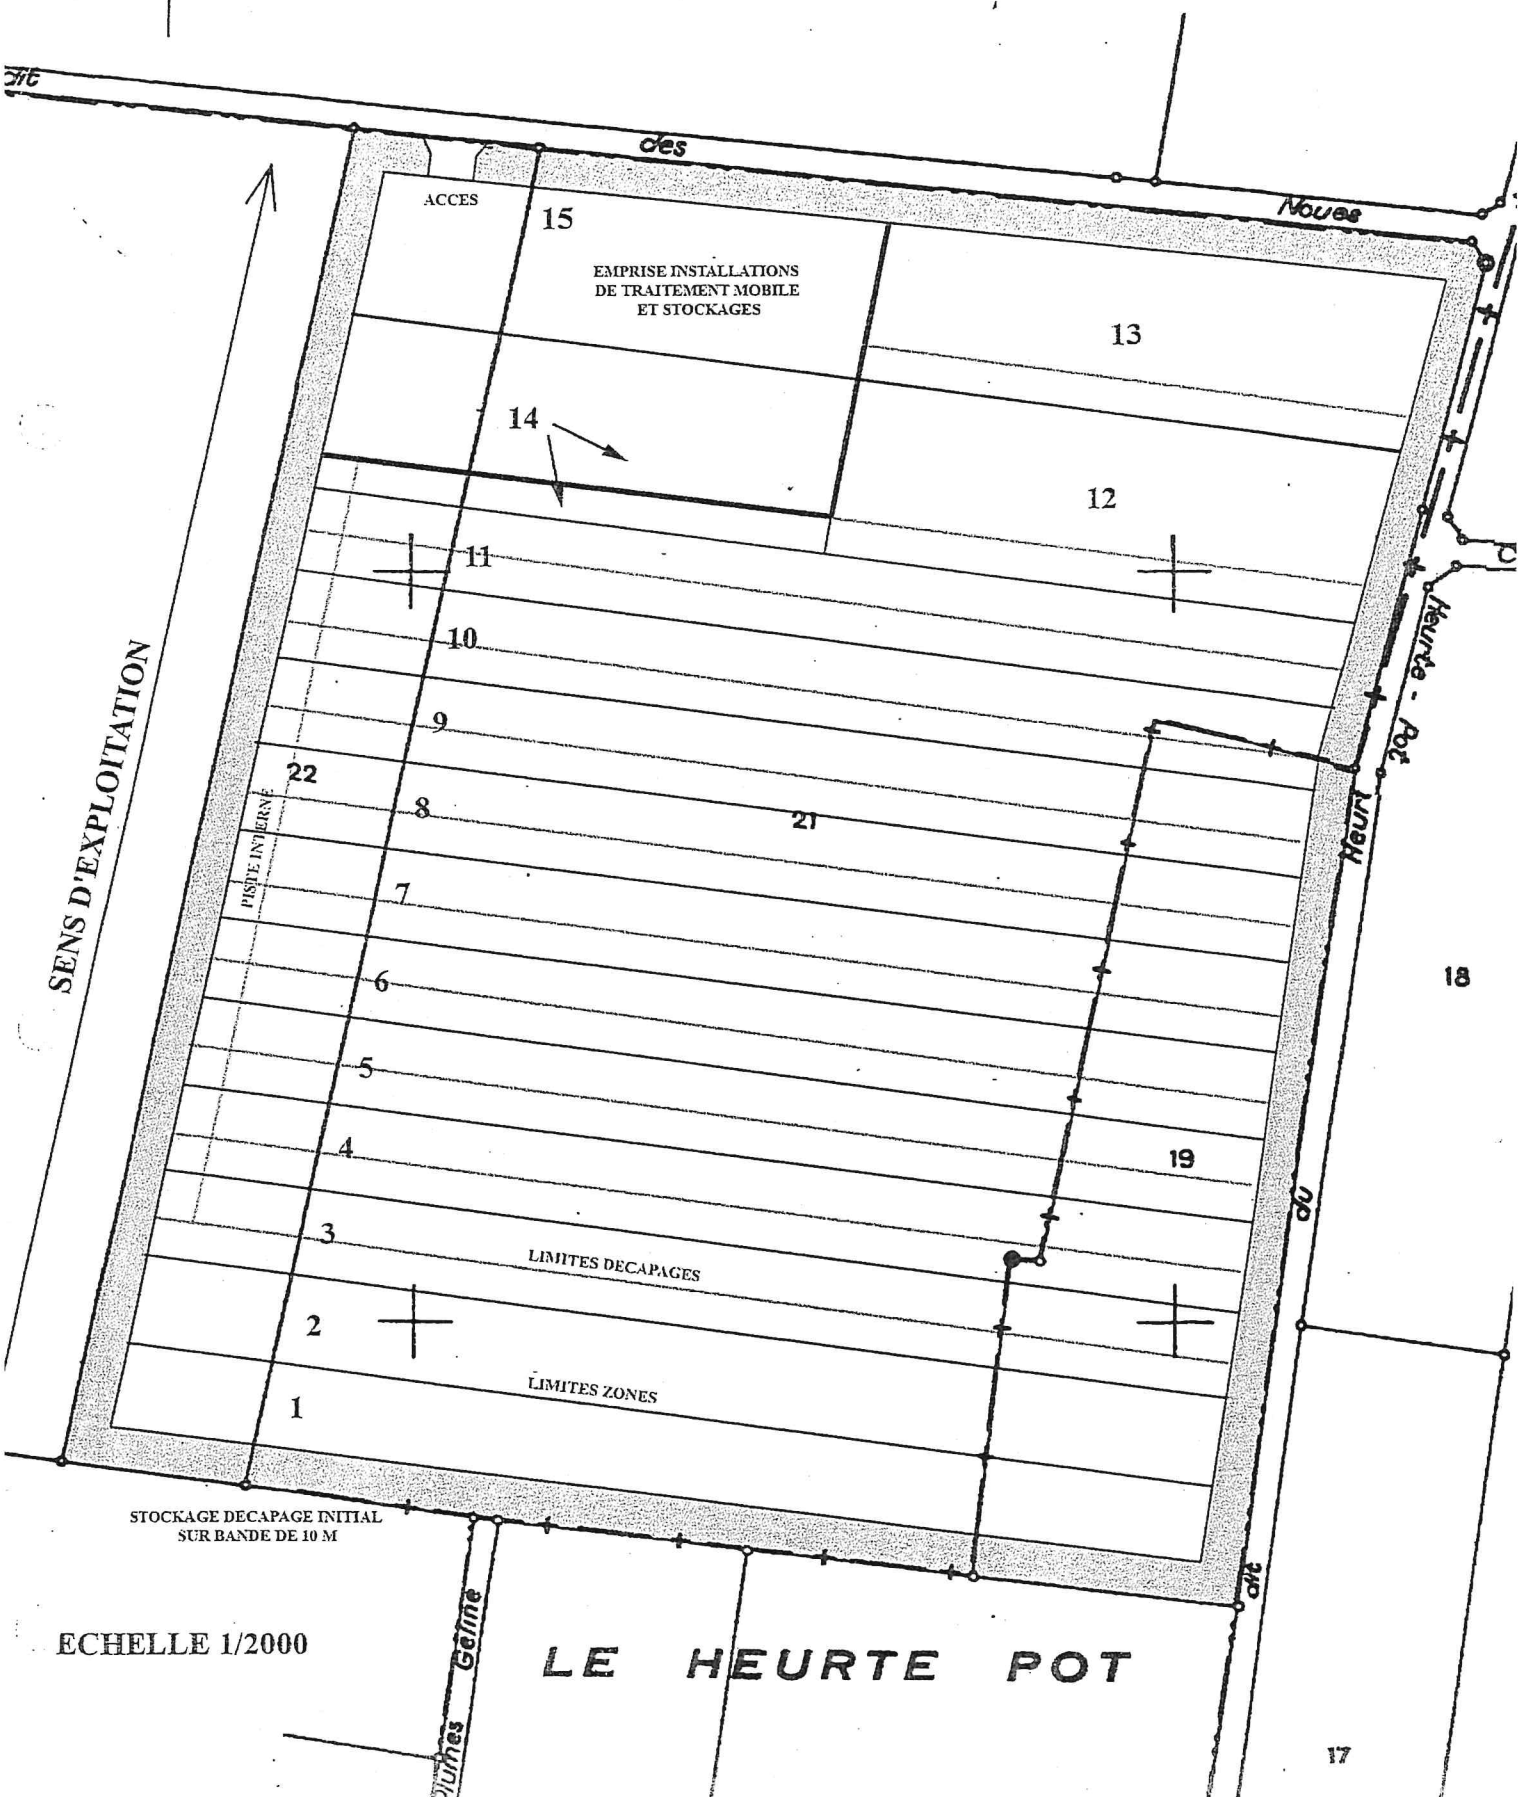 dit
des
Noues
ACCES
15
EMPRISE INSTALLATIONS
DE TRAITEMENT MOBILE
ET STOCKAGES
13
14
12
11
C
10
Heurte - Pot
9
22
8
21
Heurt
PISTE INTERNE
SENS D'EXPLOITATION
7
6
18
5
4
19
du
3
LIMITES DECAPAGES
2
LIMITES ZONES
1
STOCKAGE DECAPAGE INITIAL
SUR BANDE DE 10 M
dit
ECHELLE 1/2000
Geline
LE HEURTE POT
17